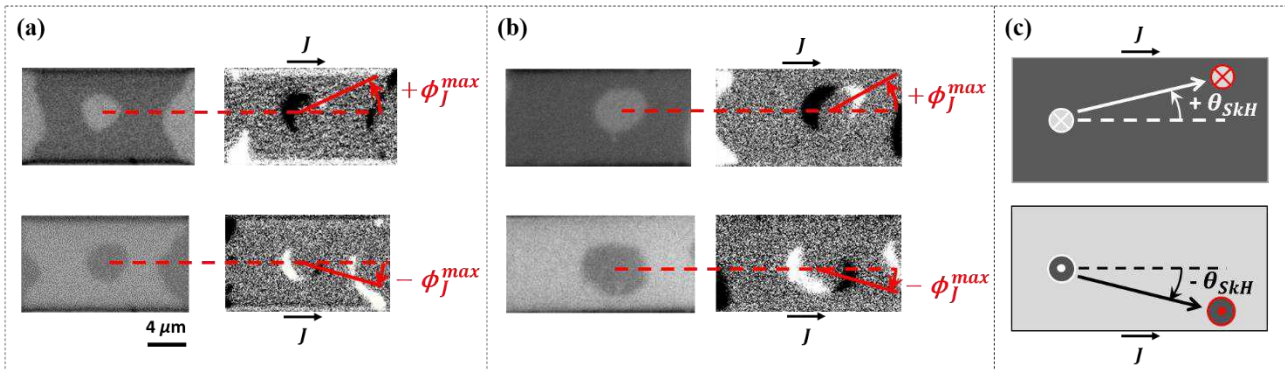 (a)
J
+ϕ_J^max
− ϕ_J^max
4 μm
J
(b)
J
+ϕ_J^max
− ϕ_J^max
J
(c)
J
+ θ_SkH
- θ_SkH
J